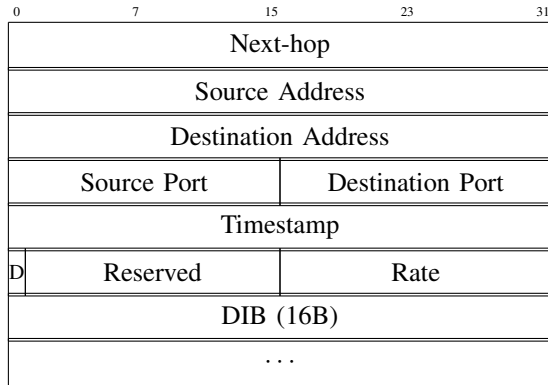 0 7 15 23 31
Next-hop
Source Address
Destination Address
Source Port Destination Port
Timestamp
D Reserved Rate
DIB (16B)
...